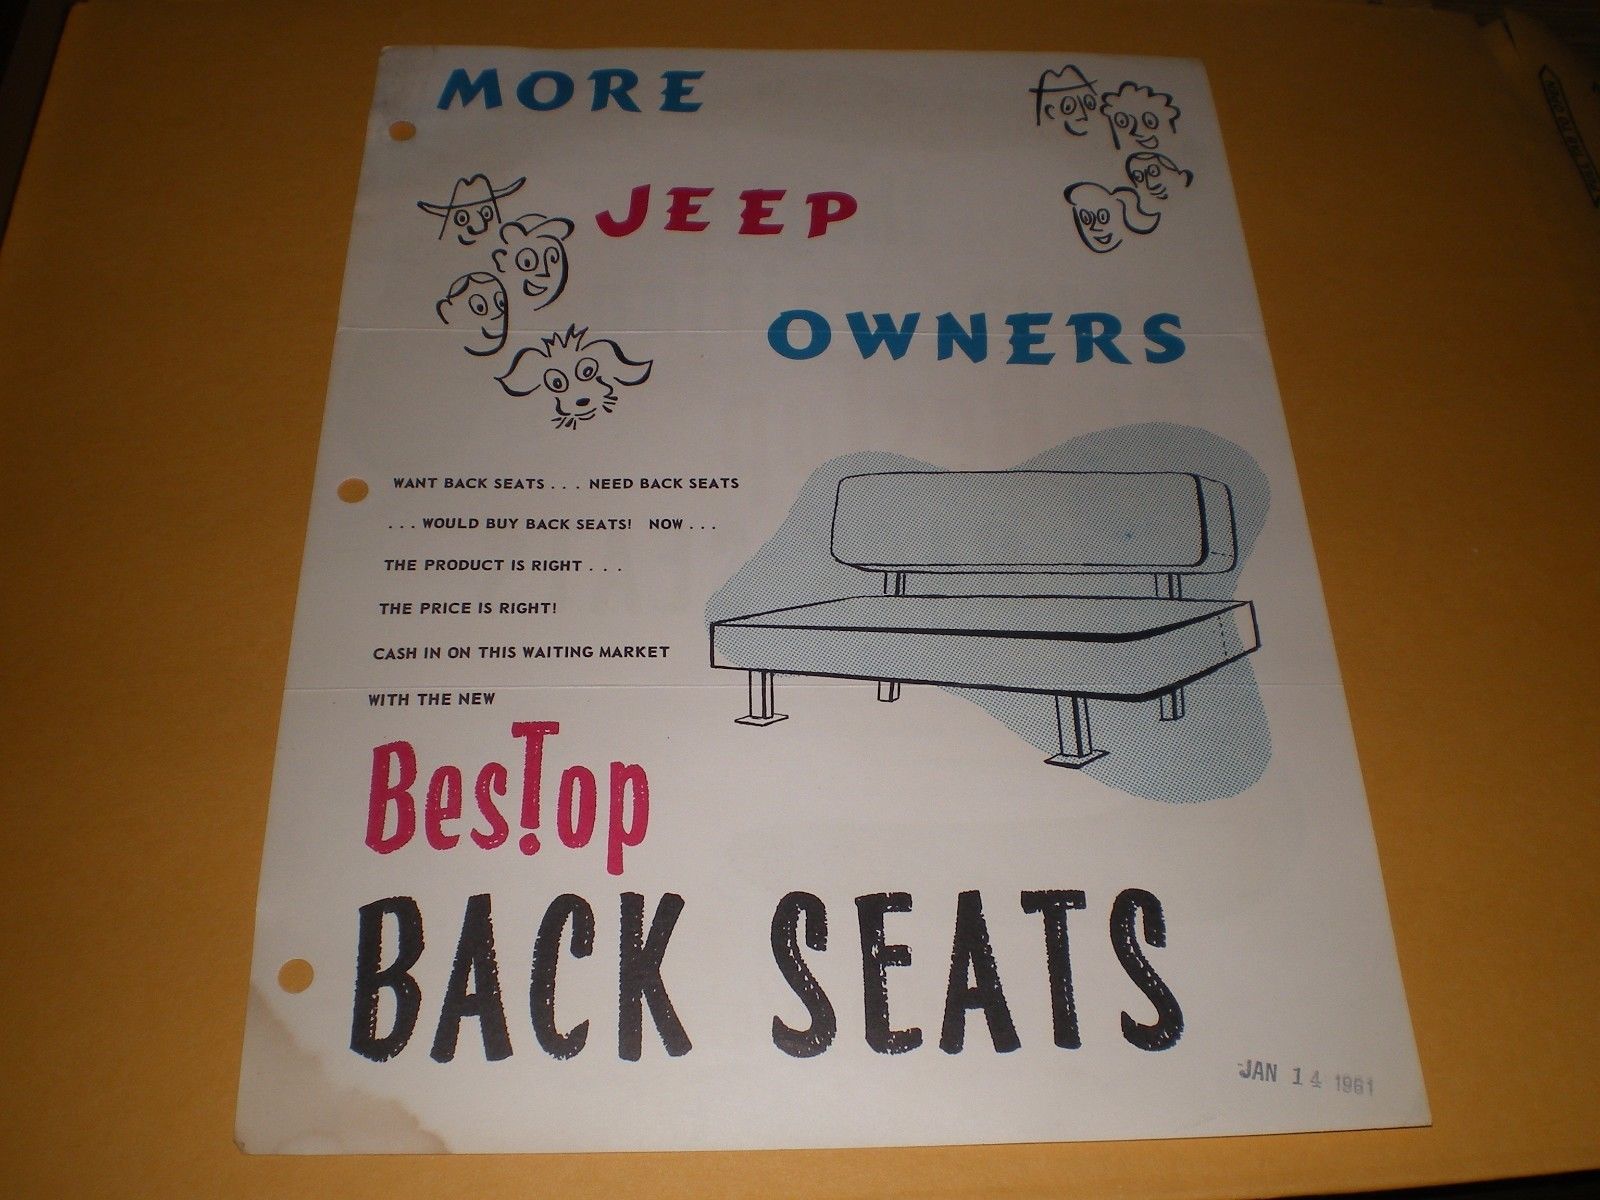 MORE
JEEP
OWNERS
WANT BACK SEATS . . . NEED BACK SEATS
. . . WOULD BUY BACK SEATS! NOW . . .
THE PRODUCT IS RIGHT . . .
THE PRICE IS RIGHT!
CASH IN ON THIS WAITING MARKET
WITH THE NEW
BesTop
BACK SEATS
JAN 14 1961